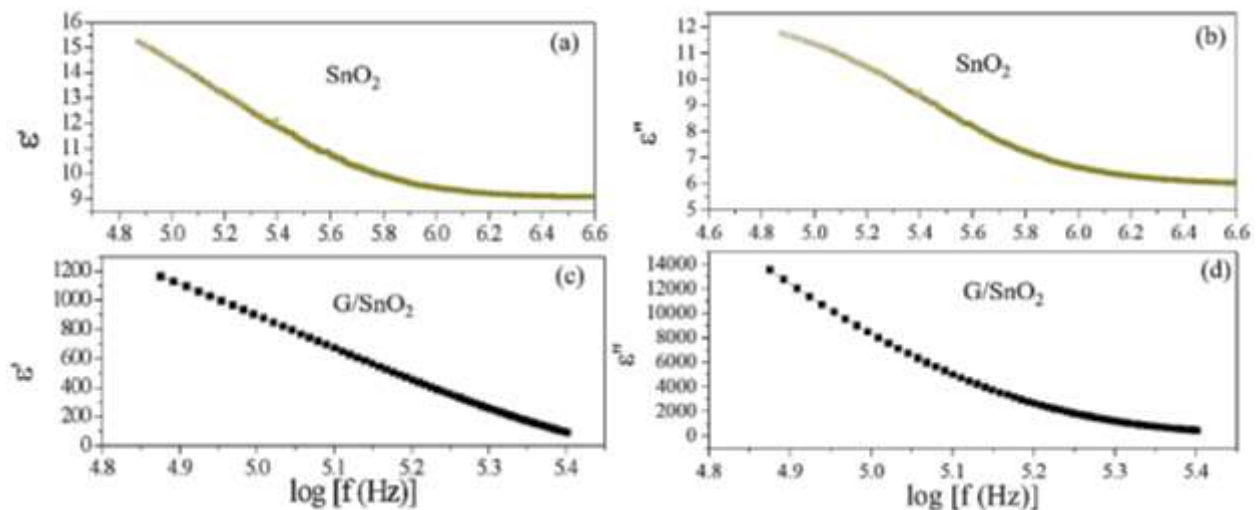 16
15
14
13
12
11
10
9
ε'
(a)
SnO₂
4.8 5.0 5.2 5.4 5.6 5.8 6.0 6.2 6.4 6.6
12
11
10
9
8
7
6
5
ε"
(b)
SnO₂
4.6 4.8 5.0 5.2 5.4 5.6 5.8 6.0 6.2 6.6
1200
1000
800
600
400
200
0
ε'
(c)
G/SnO₂
4.8 4.9 5.0 5.1 5.2 5.3 5.4
log [f (Hz)]
14000
12000
10000
8000
6000
4000
2000
0
ε"
(d)
G/SnO₂
4.8 4.9 5.0 5.1 5.2 5.3 5.4
log [f (Hz)]